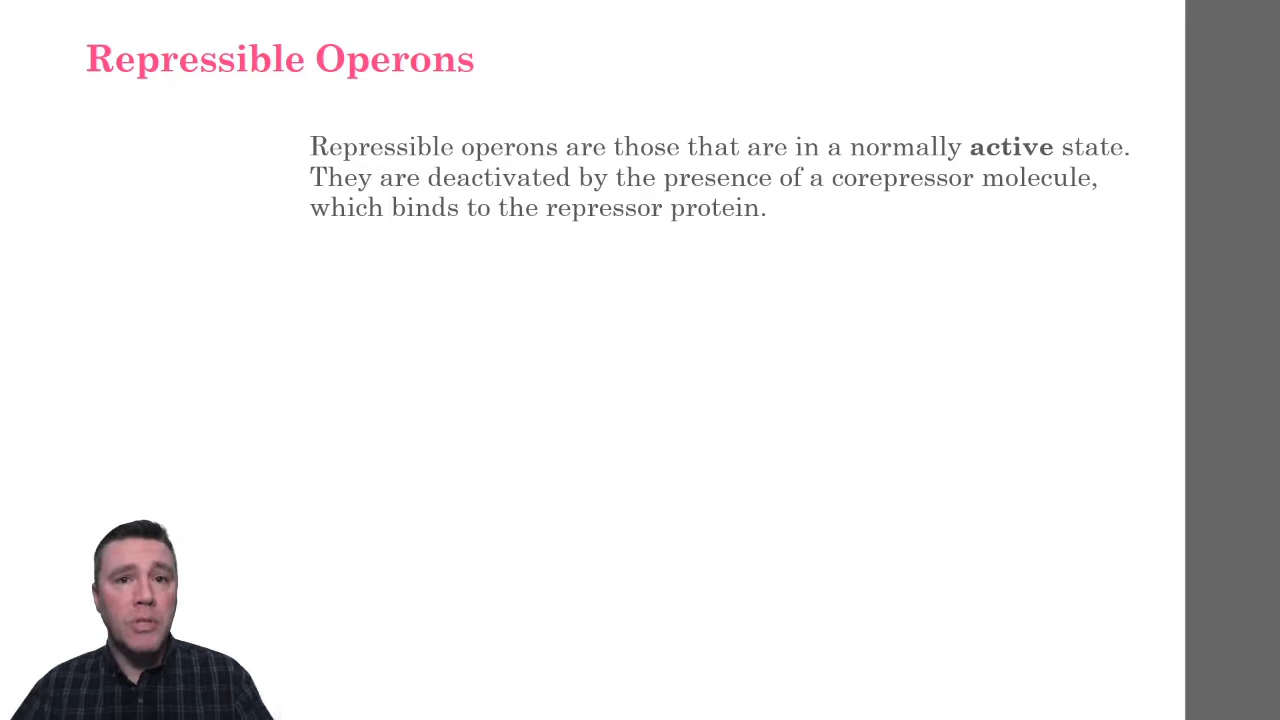 Repressible Operons
Repressible operons are those that are in a normally active state.
They are deactivated by the presence of a corepressor molecule,
which binds to the repressor protein.